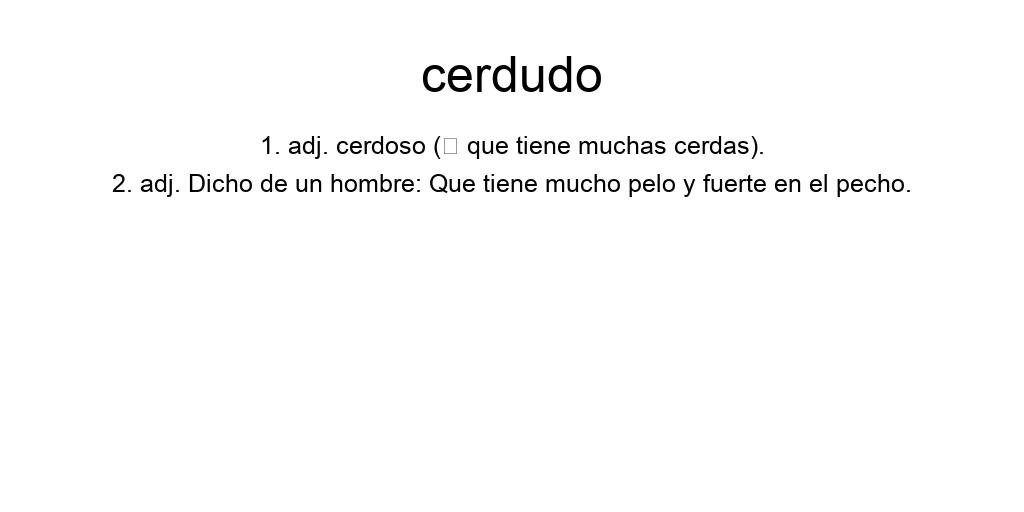 cerdudo
1. adj. cerdoso (□ que tiene muchas cerdas).
2. adj. Dicho de un hombre: Que tiene mucho pelo y fuerte en el pecho.